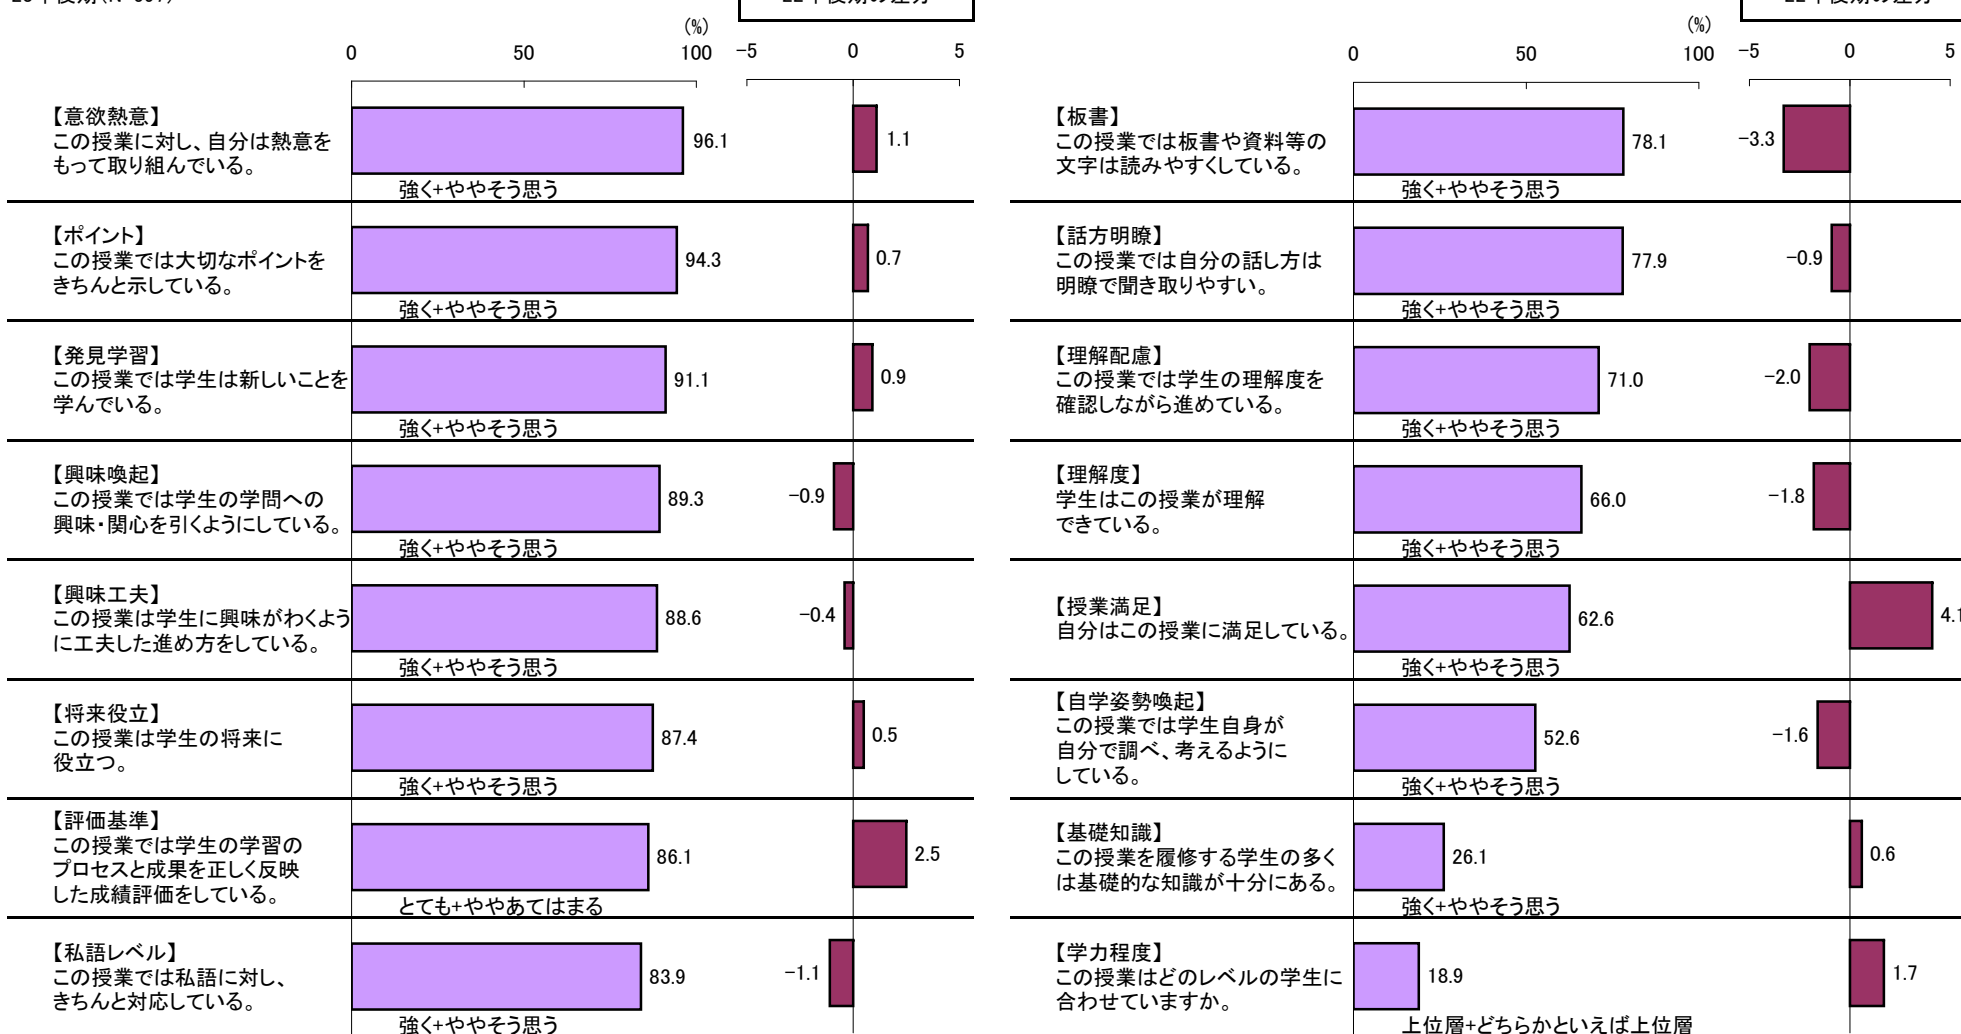 (%)
0 50 100 -5 0 5
【意欲熱意】
この授業に対し、自分は熱意を
もって取り組んでいる。
96.1
1.1
強く+ややそう思う
【ポイント】
この授業では大切なポイントを
きちんと示している。
94.3
0.7
強く+ややそう思う
【発見学習】
この授業では学生は新しいことを
学んでいる。
91.1
0.9
強く+ややそう思う
【興味喚起】
この授業では学生の学問への
興味・関心を引くようにしている。
89.3
-0.9
強く+ややそう思う
【興味工夫】
この授業は学生に興味がわくよう
に工夫した進め方をしている。
88.6
-0.4
強く+ややそう思う
【将来役立】
この授業は学生の将来に
役立つ。
87.4
0.5
強く+ややそう思う
【評価基準】
この授業では学生の学習の
プロセスと成果を正しく反映
した成績評価をしている。
86.1
2.5
とても+ややあてはまる
【私語レベル】
この授業では私語に対し、
きちんと対応している。
83.9
-1.1
強く+ややそう思う
(%)
0 50 100 -5 0 5
【板書】
この授業では板書や資料等の
文字は読みやすくしている。
78.1
-3.3
強く+ややそう思う
【話方明瞭】
この授業では自分の話し方は
明瞭で聞き取りやすい。
77.9
-0.9
強く+ややそう思う
【理解配慮】
この授業では学生の理解度を
確認しながら進めている。
71.0
-2.0
強く+ややそう思う
【理解度】
学生はこの授業が理解
できている。
66.0
-1.8
強く+ややそう思う
【授業満足】
自分はこの授業に満足している。
62.6
4.1
強く+ややそう思う
【自学姿勢喚起】
この授業では学生自身が
自分で調べ、考えるように
している。
52.6
-1.6
強く+ややそう思う
【基礎知識】
この授業を履修する学生の多く
は基礎的な知識が十分にある。
26.1
0.6
強く+ややそう思う
【学力程度】
この授業はどのレベルの学生に
合わせていますか。
18.9
1.7
上位層+どちらかといえば上位層